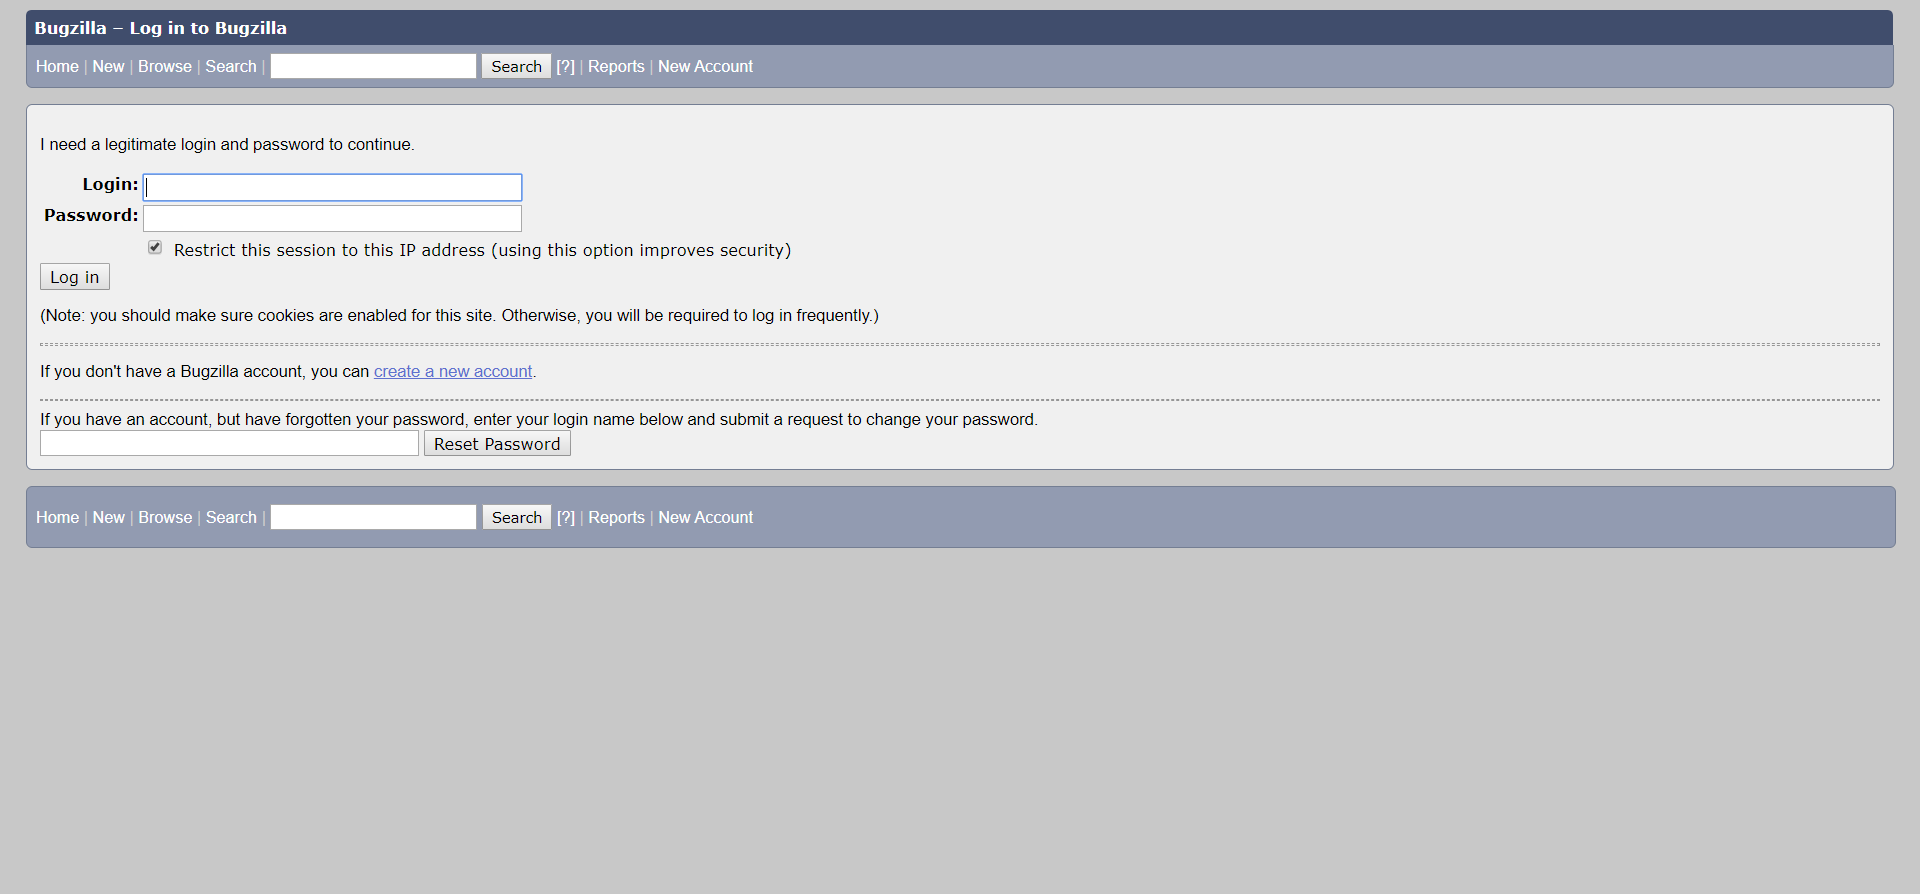 Bugzilla – Log in to Bugzilla
Home | New | Browse | Search | Search [?] | Reports | New Account
I need a legitimate login and password to continue.
Login:
Password:
Restrict this session to this IP address (using this option improves security)
Log in
(Note: you should make sure cookies are enabled for this site. Otherwise, you will be required to log in frequently.)
If you don't have a Bugzilla account, you can create a new account.
If you have an account, but have forgotten your password, enter your login name below and submit a request to change your password.
Reset Password
Home | New | Browse | Search | Search [?] | Reports | New Account